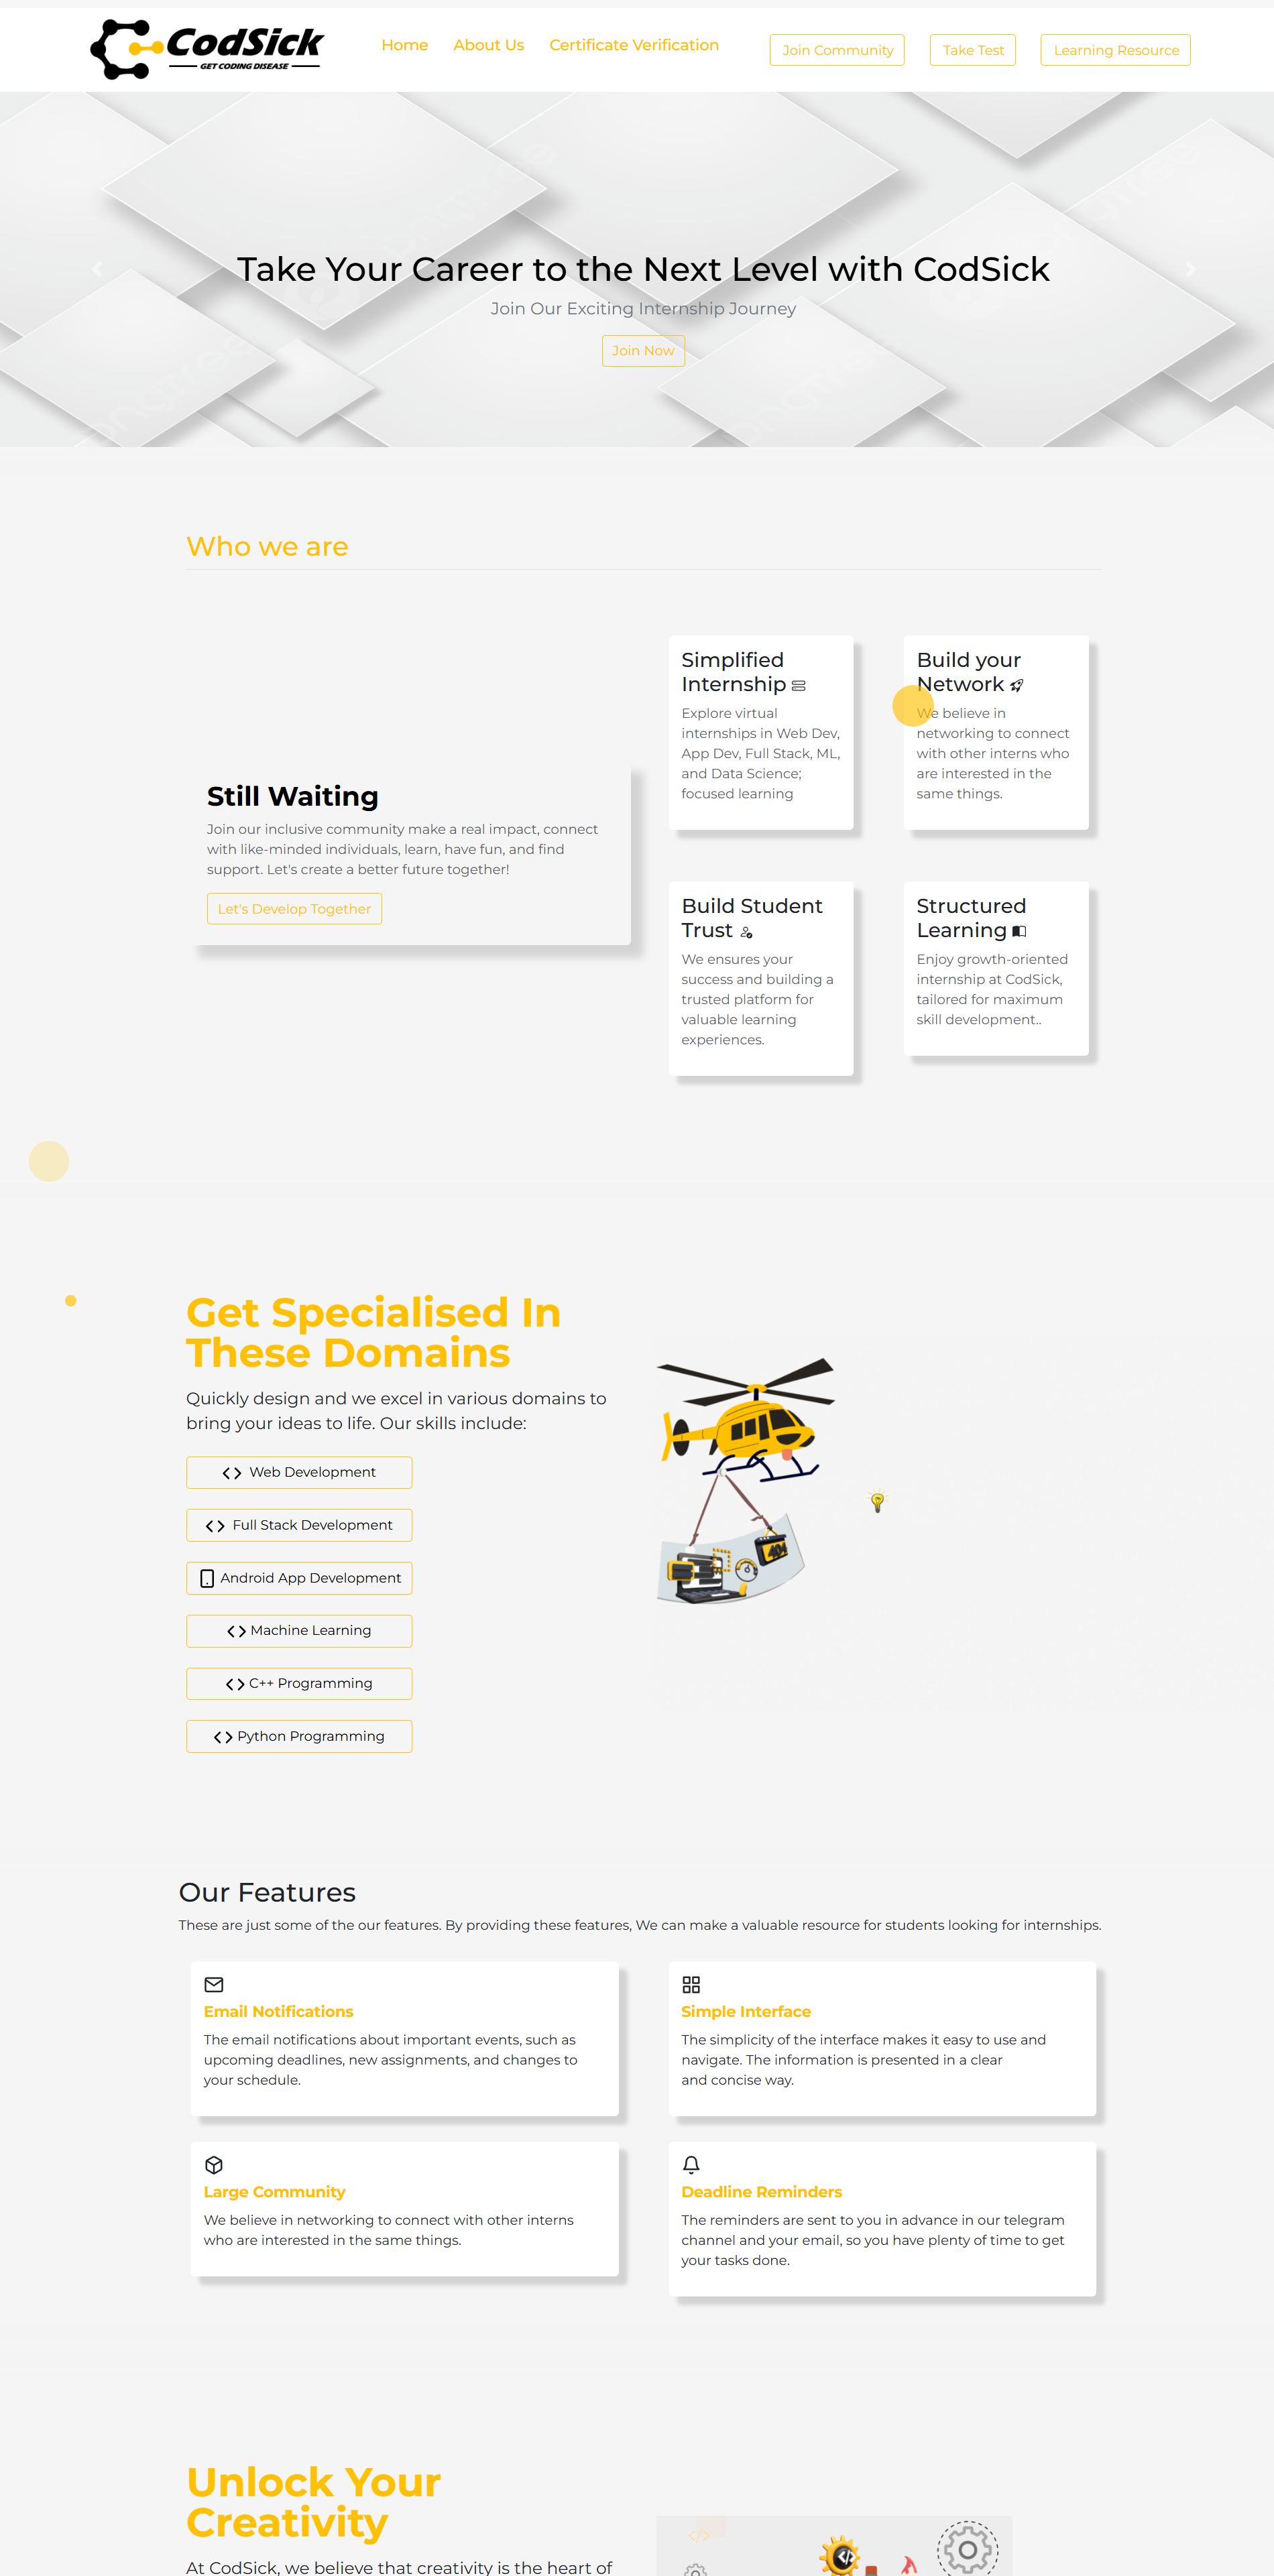 CodSick
GET CODING DISEASE
Home About Us Certificate Verification Join Community Take Test Learning Resource
Take Your Career to the Next Level with CodSick
Join Our Exciting Internship Journey
Join Now
Who we are
Still Waiting
Join our inclusive community make a real impact, connect
with like-minded individuals, learn, have fun, and find
support. Let's create a better future together!
Let's Develop Together
Simplified
Internship
Explore virtual
internships in Web Dev,
App Dev, Full Stack, ML,
and Data Science;
focused learning
Build your
Network
We believe in
networking to connect
with other interns who
are interested in the
same things.
Build Student
Trust
We ensures your
success and building a
trusted platform for
valuable learning
experiences.
Structured
Learning
Enjoy growth-oriented
internship at CodSick,
tailored for maximum
skill development..
Get Specialised In
These Domains
Quickly design and we excel in various domains to
bring your ideas to life. Our skills include:
Web Development
Full Stack Development
Android App Development
Machine Learning
C++ Programming
Python Programming
404
Our Features
These are just some of the our features. By providing these features, We can make a valuable resource for students looking for internships.
Email Notifications
The email notifications about important events, such as
upcoming deadlines, new assignments, and changes to
your schedule.
Simple Interface
The simplicity of the interface makes it easy to use and
navigate. The information is presented in a clear
and concise way.
Large Community
We believe in networking to connect with other interns
who are interested in the same things.
Deadline Reminders
The reminders are sent to you in advance in our telegram
channel and your email, so you have plenty of time to get
your tasks done.
Unlock Your
Creativity
At CodSick, we believe that creativity is the heart of